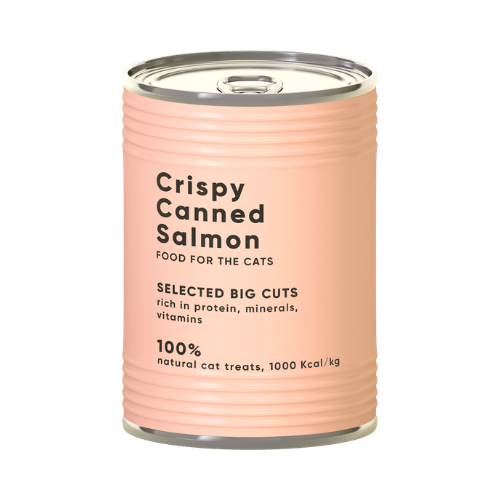 Crispy
Canned
Salmon
FOOD FOR THE CATS
SELECTED BIG CUTS
rich in protein, minerals,
vitamins
100%
natural cat treats, 1000 Kcal/kg